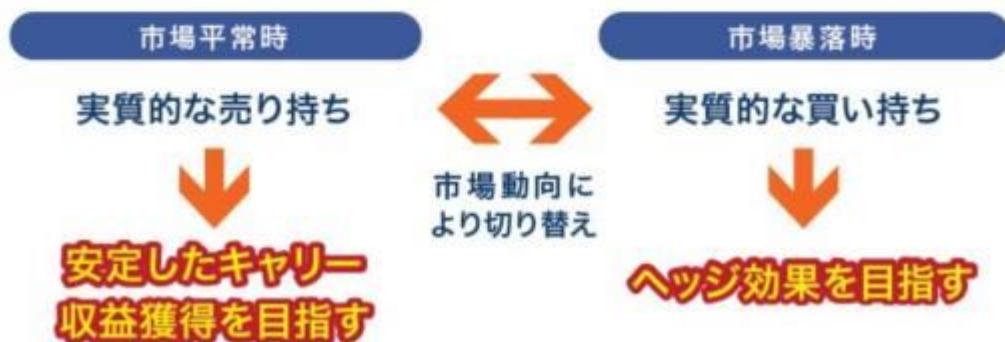 市場平常時
実質的な売り持ち
安定したキャリー
収益獲得を目指す
市場動向に
より切り替え
市場暴落時
実質的な買い持ち
ヘッジ効果を目指す